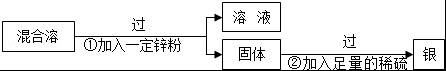 混合溶
过
①加入一定锌粉
溶 液
固体
过
②加入足量的稀硫
银